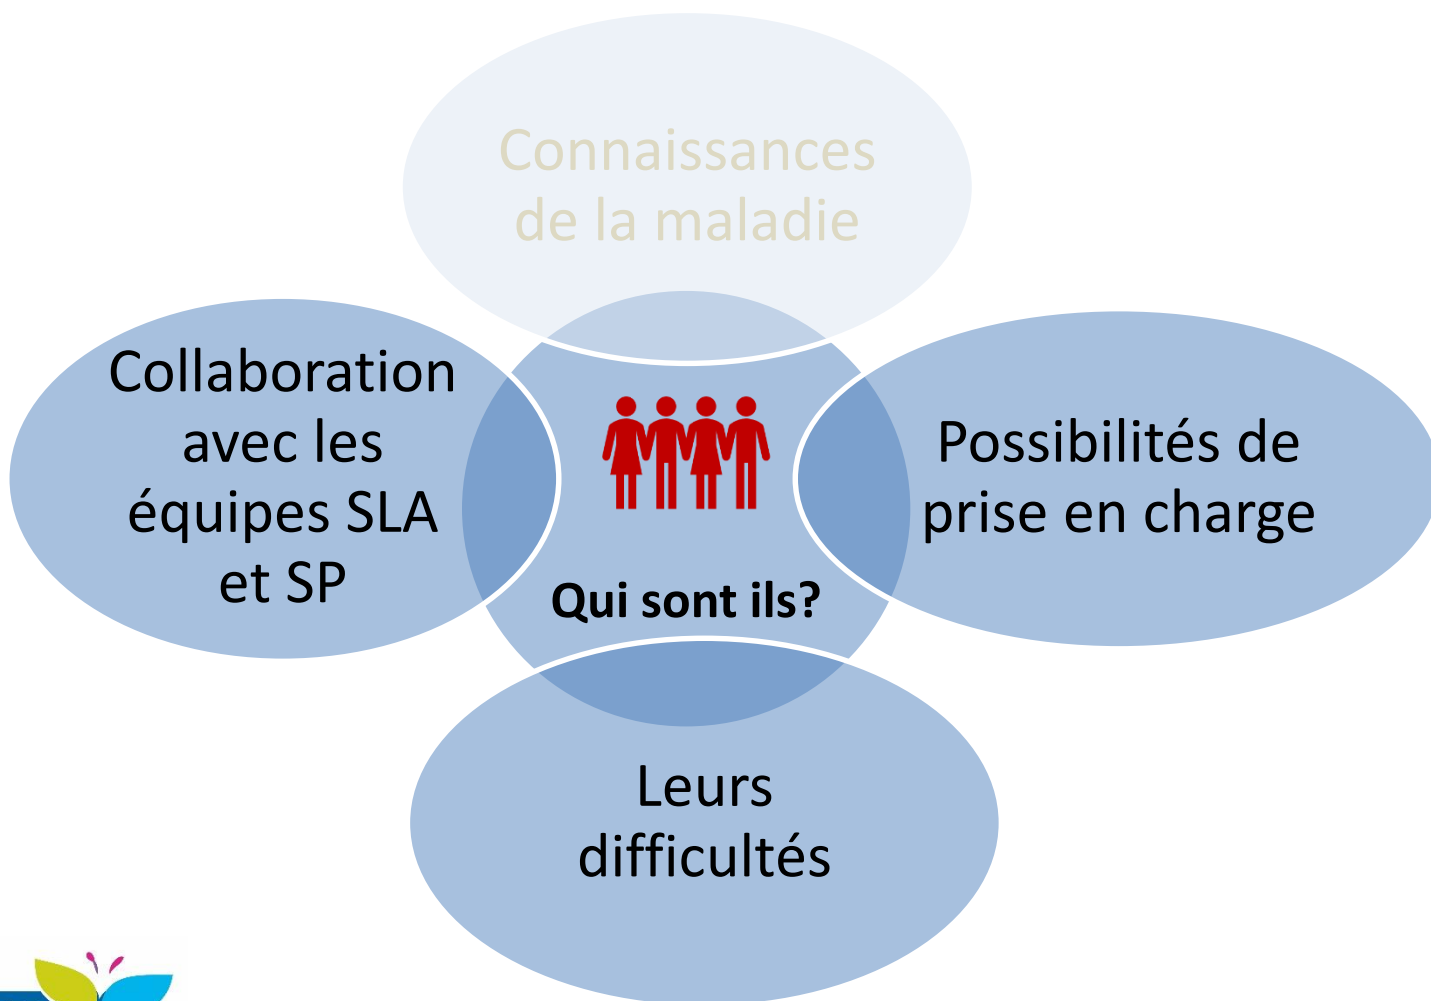 Connaissances
de la maladie
Collaboration
avec les
équipes SLA
et SP
Possibilités de
prise en charge
Qui sont ils?
Leurs
difficultés